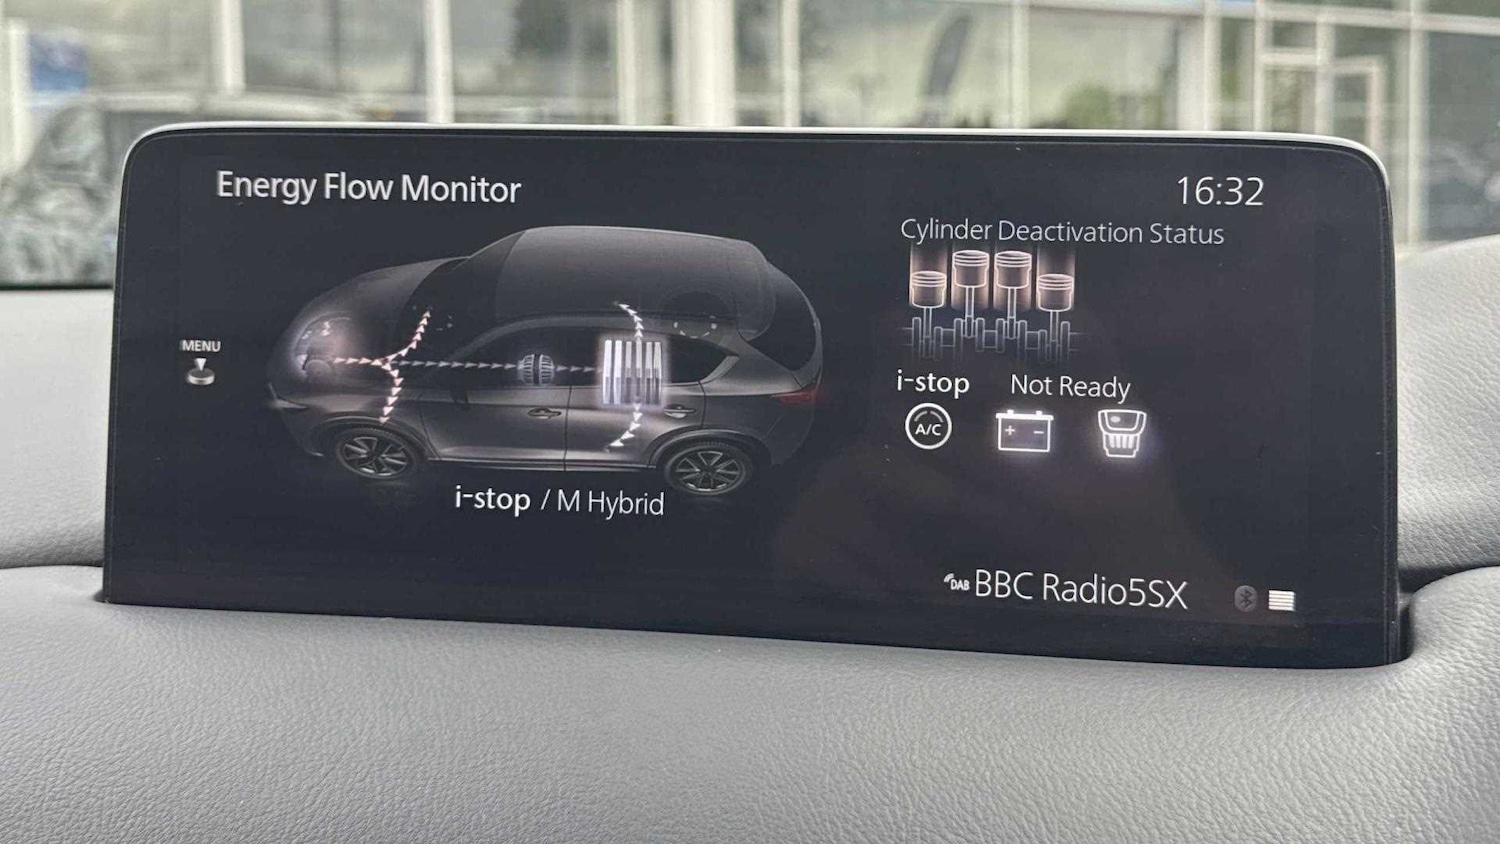 Energy Flow Monitor
16:32
Cylinder Deactivation Status
MENU
i-stop Not Ready
A/C
+ −
i-stop / M Hybrid
DAB BBC Radio5SX